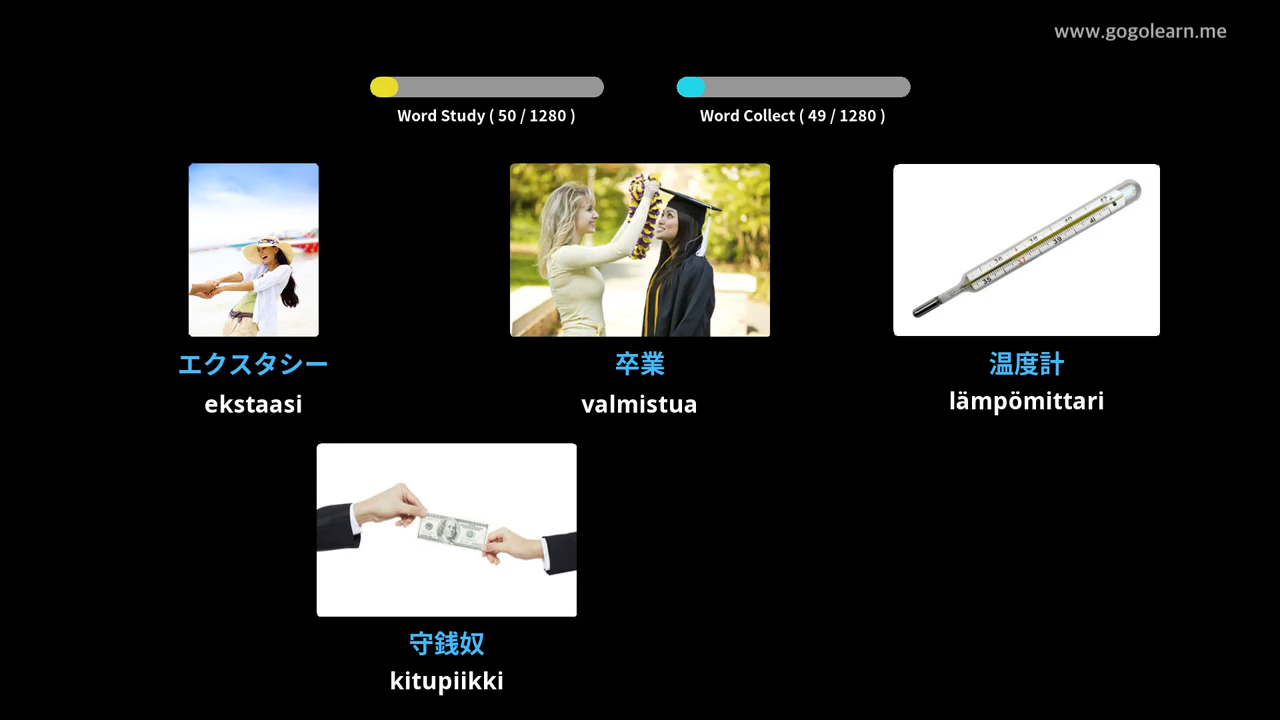 www.gogolearn.me
Word Study ( 50 / 1280 )
Word Collect ( 49 / 1280 )
エクスタシー
ekstaasi
卒業
valmistua
温度計
lämpömittari
守銭奴
kitupiikki